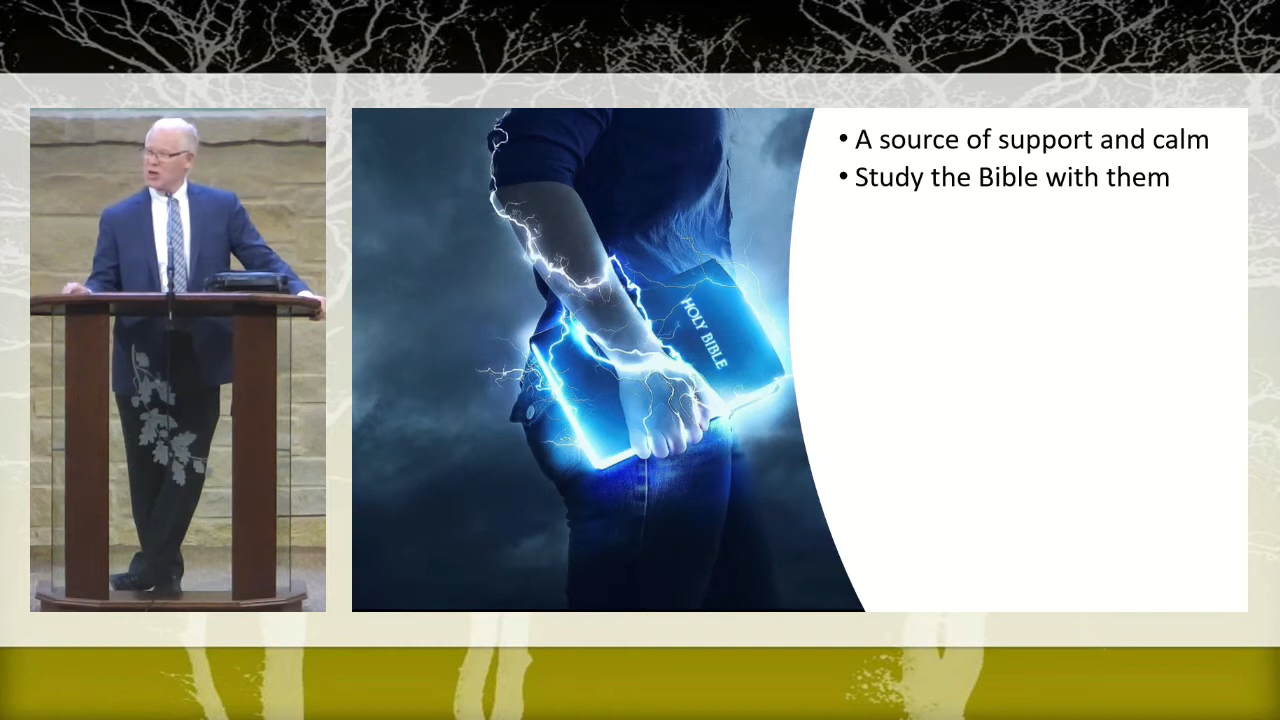 • A source of support and calm
• Study the Bible with them
HOLY BIBLE